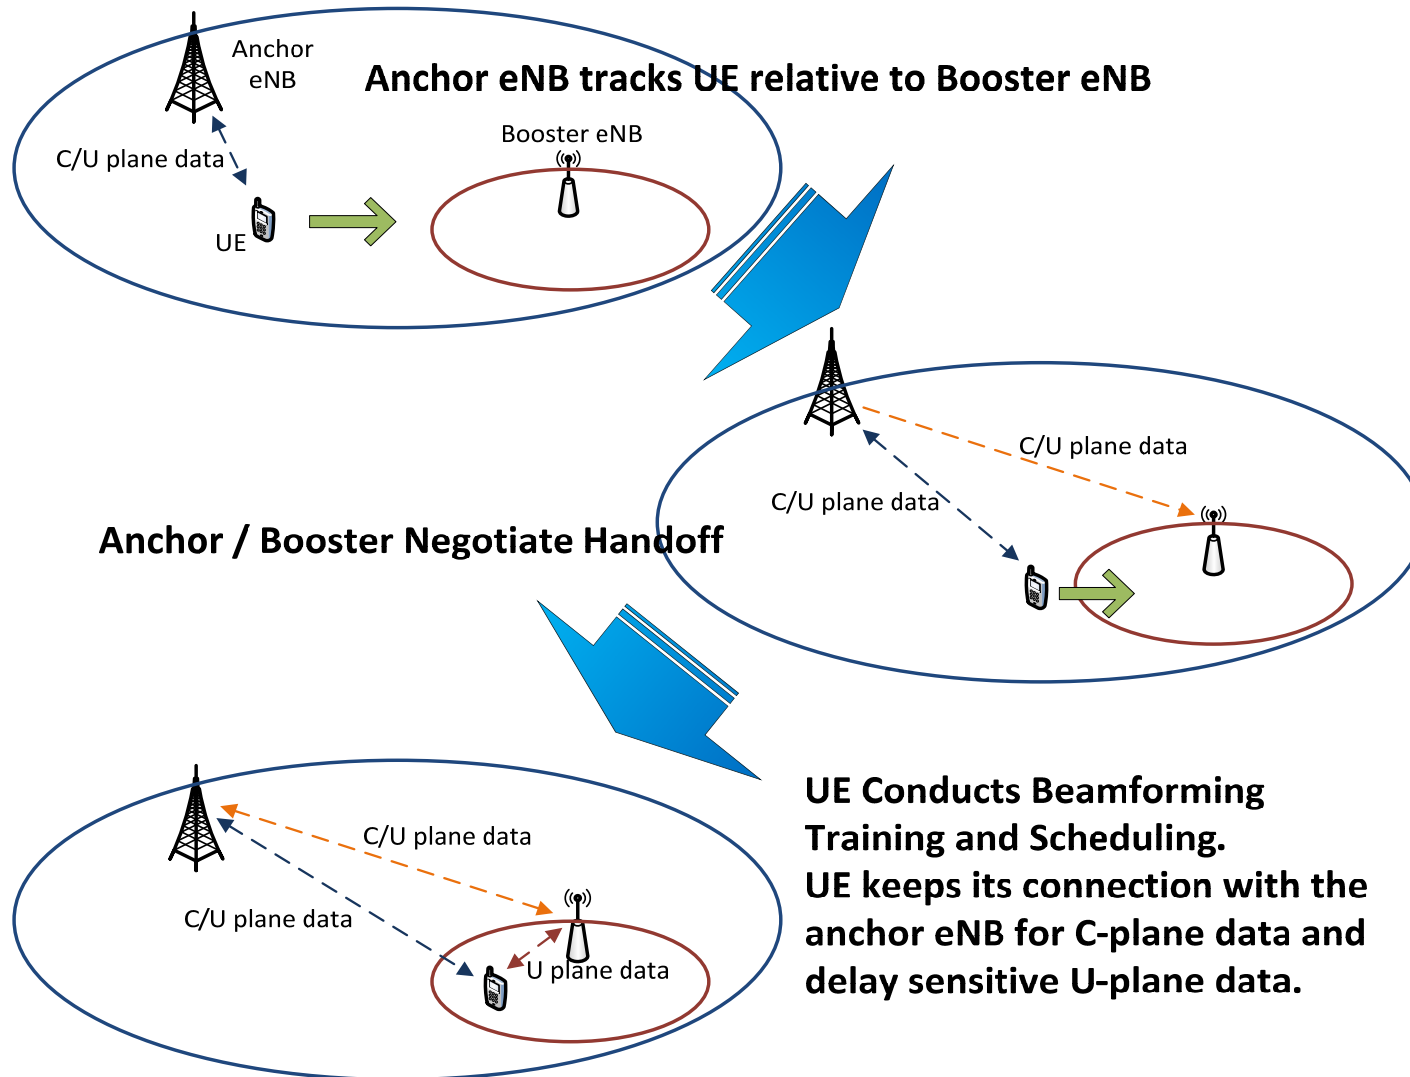 Anchor
eNB
Anchor eNB tracks UE relative to Booster eNB
Booster eNB
C/U plane data
UE
C/U plane data
C/U plane data
Anchor / Booster Negotiate Handoff
UE Conducts Beamforming
Training and Scheduling.
UE keeps its connection with the
anchor eNB for C-plane data and
delay sensitive U-plane data.
C/U plane data
C/U plane data
U plane data